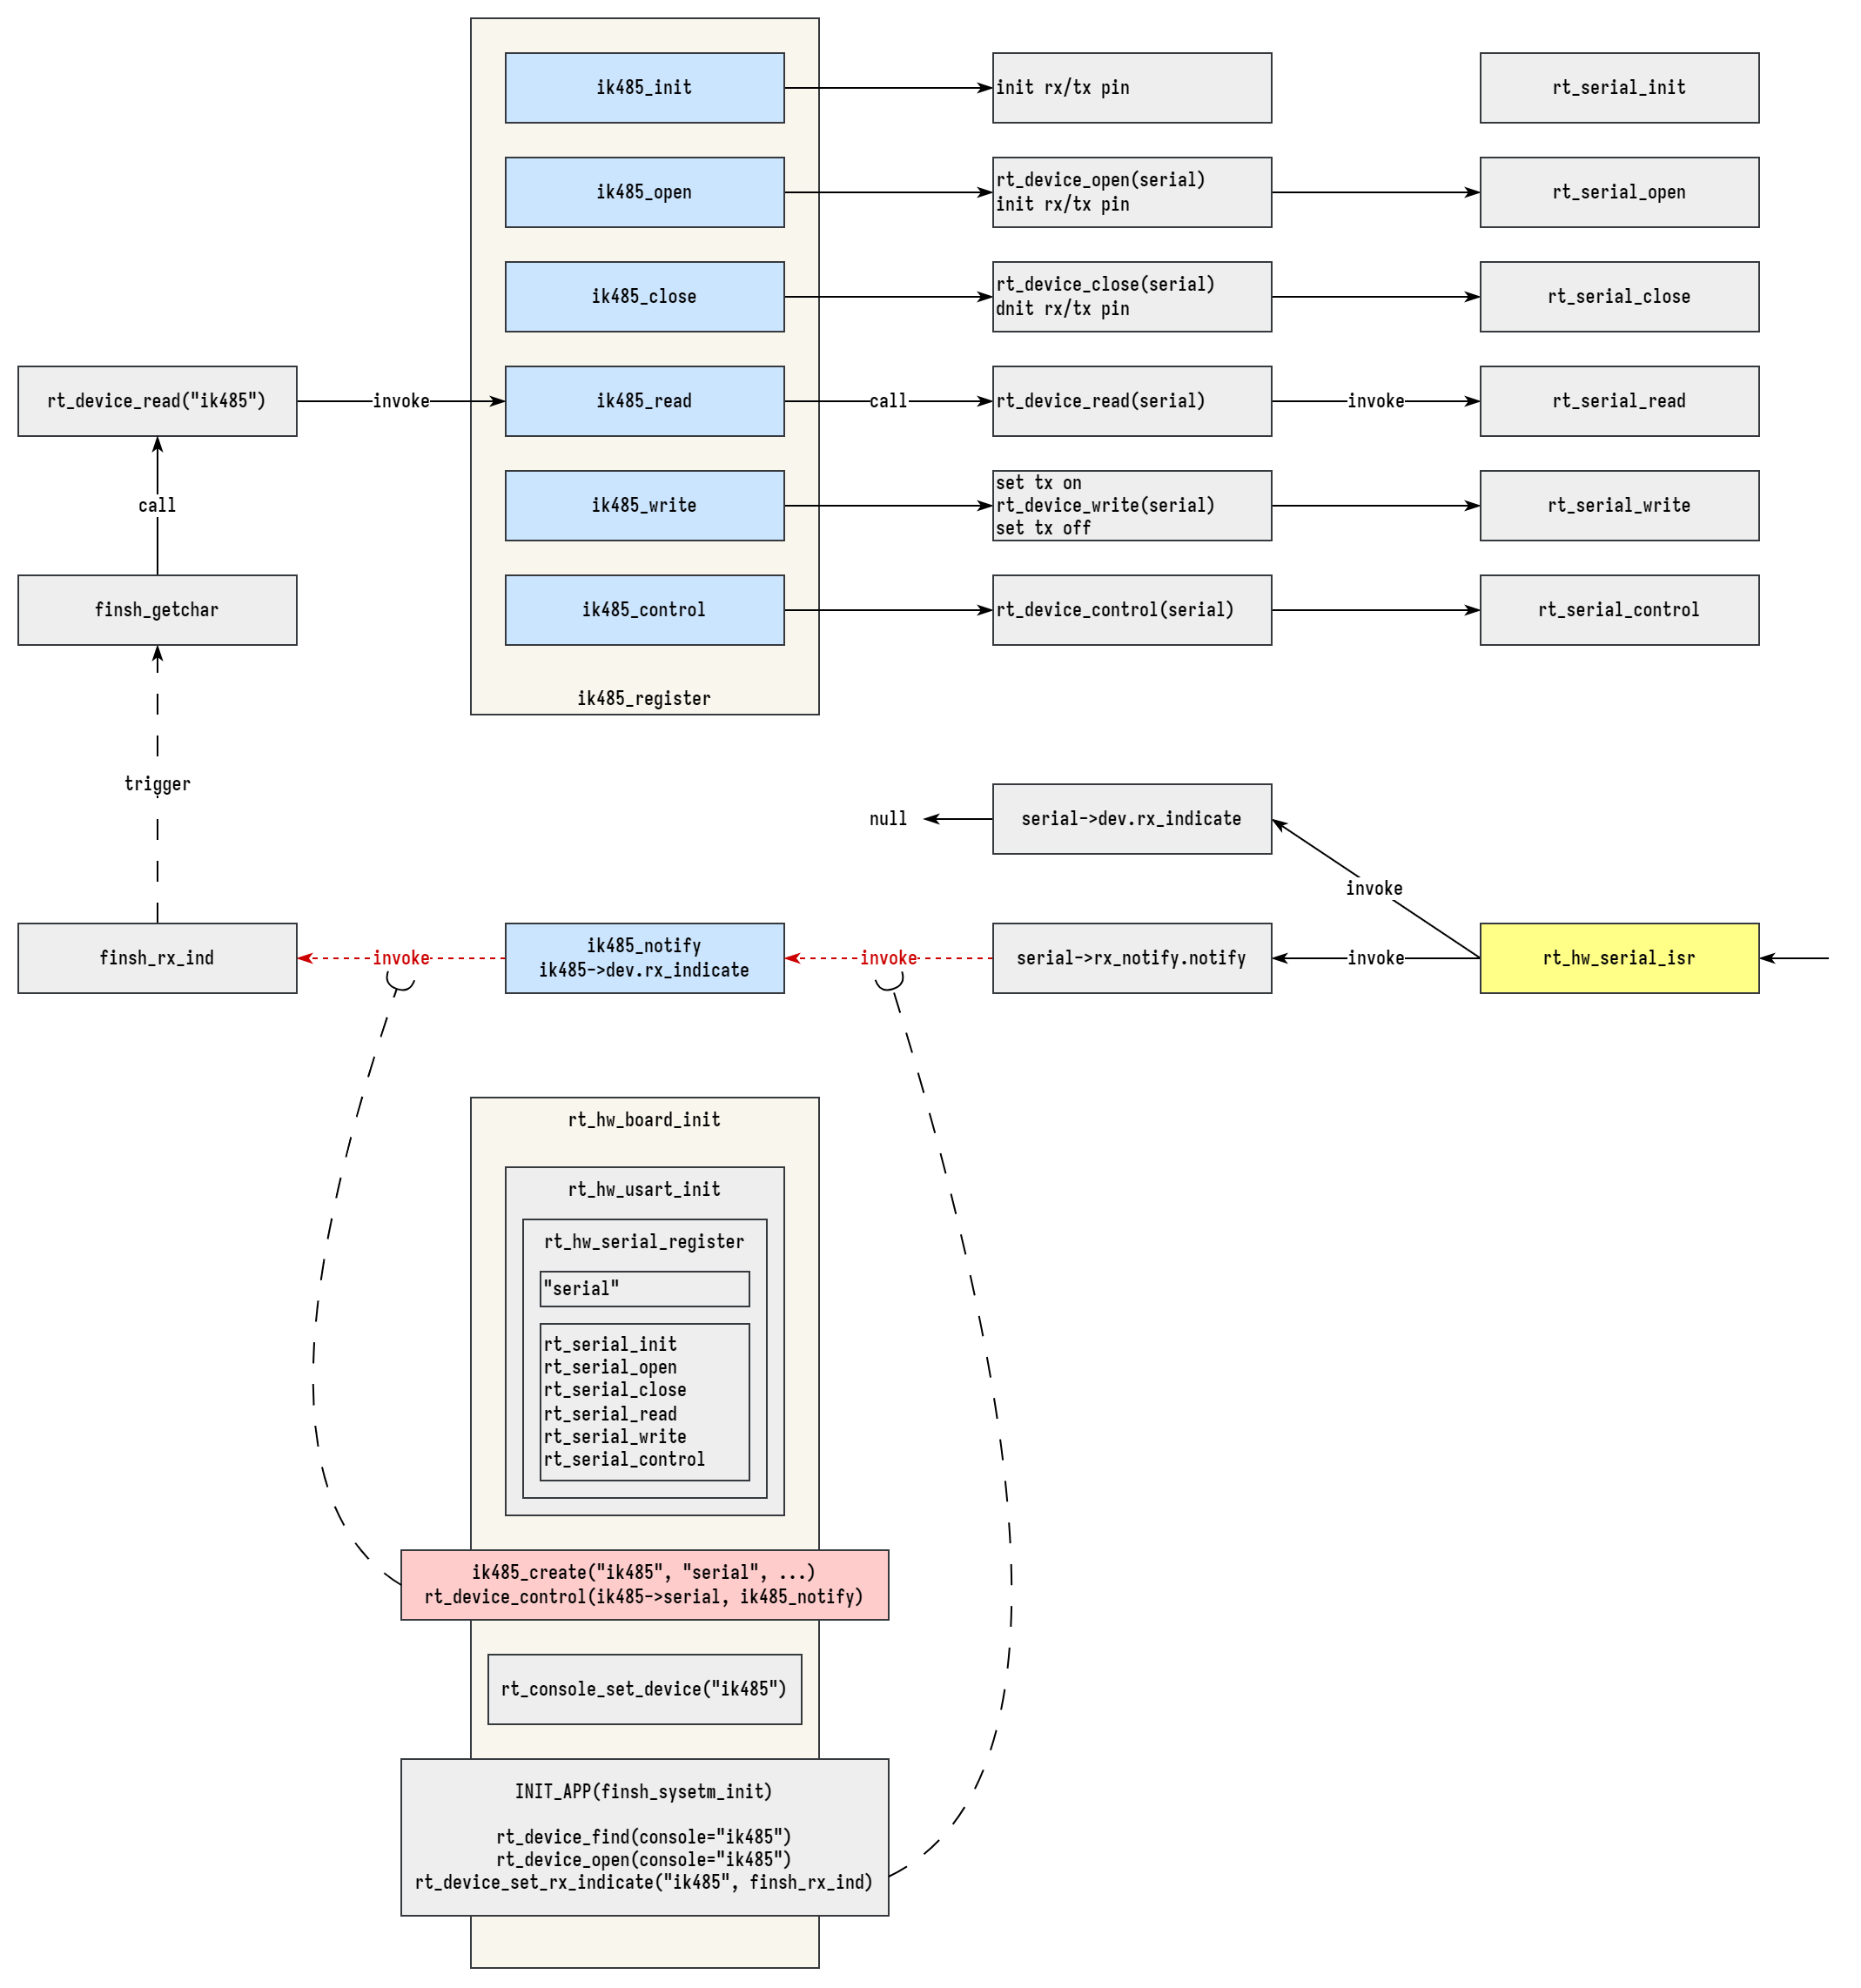 ik485_init
init rx/tx pin
rt_serial_init
ik485_open
rt_device_open(serial)
init rx/tx pin
rt_serial_open
ik485_close
rt_device_close(serial)
dnit rx/tx pin
rt_serial_close
rt_device_read("ik485")
invoke
ik485_read
call
rt_device_read(serial)
invoke
rt_serial_read
call
ik485_write
set tx on
rt_device_write(serial)
set tx off
rt_serial_write
finsh_getchar
ik485_control
rt_device_control(serial)
rt_serial_control
ik485_register
trigger
null
serial->dev.rx_indicate
invoke
finsh_rx_ind
invoke
ik485_notify
ik485->dev.rx_indicate
invoke
serial->rx_notify.notify
invoke
rt_hw_serial_isr
rt_hw_board_init
rt_hw_usart_init
rt_hw_serial_register
"serial"
rt_serial_init
rt_serial_open
rt_serial_close
rt_serial_read
rt_serial_write
rt_serial_control
ik485_create("ik485", "serial", ...)
rt_device_control(ik485->serial, ik485_notify)
rt_console_set_device("ik485")
INIT_APP(finsh_sysetm_init)
rt_device_find(console="ik485")
rt_device_open(console="ik485")
rt_device_set_rx_indicate("ik485", finsh_rx_ind)